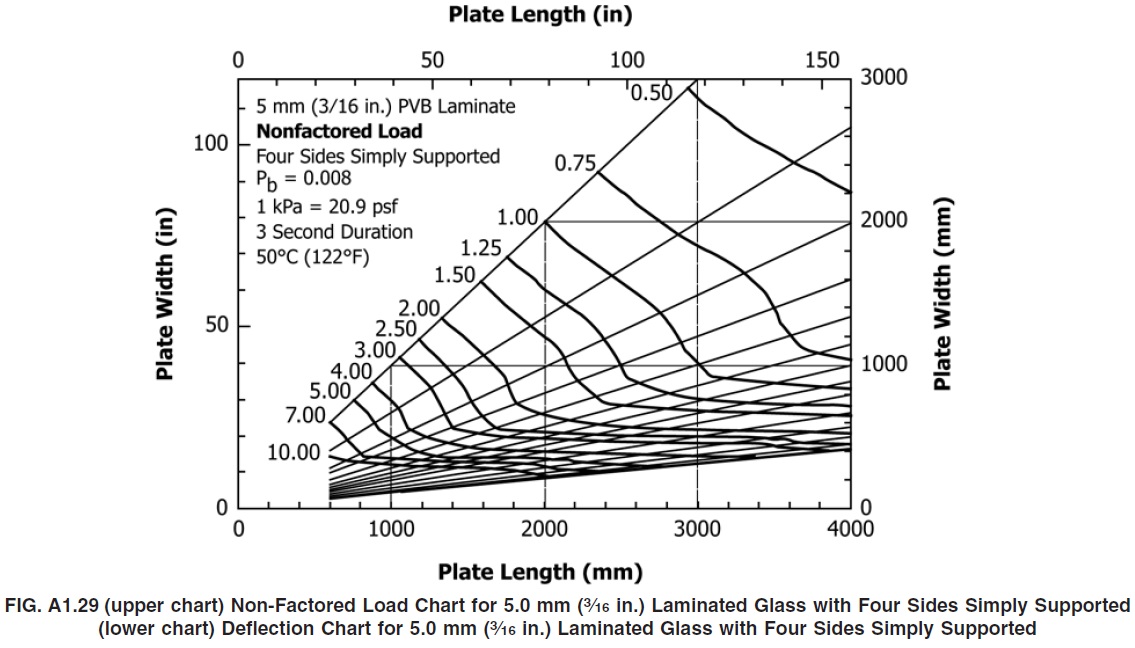 Plate Length (in)
0 50 100 150
3000
0.50
5 mm (3/16 in.) PVB Laminate
Nonfactored Load
100
Four Sides Simply Supported
0.75
Pb = 0.008
1 kPa = 20.9 psf
1.00
2000
3 Second Duration
1.25
50°C (122°F)
1.50
Plate Width (in)
Plate Width (mm)
2.00
50
2.50
3.00
1000
4.00
5.00
7.00
10.00
0
0
0 1000 2000 3000 4000
Plate Length (mm)
FIG. A1.29 (upper chart) Non-Factored Load Chart for 5.0 mm (3⁄16 in.) Laminated Glass with Four Sides Simply Supported
(lower chart) Deflection Chart for 5.0 mm (3⁄16 in.) Laminated Glass with Four Sides Simply Supported